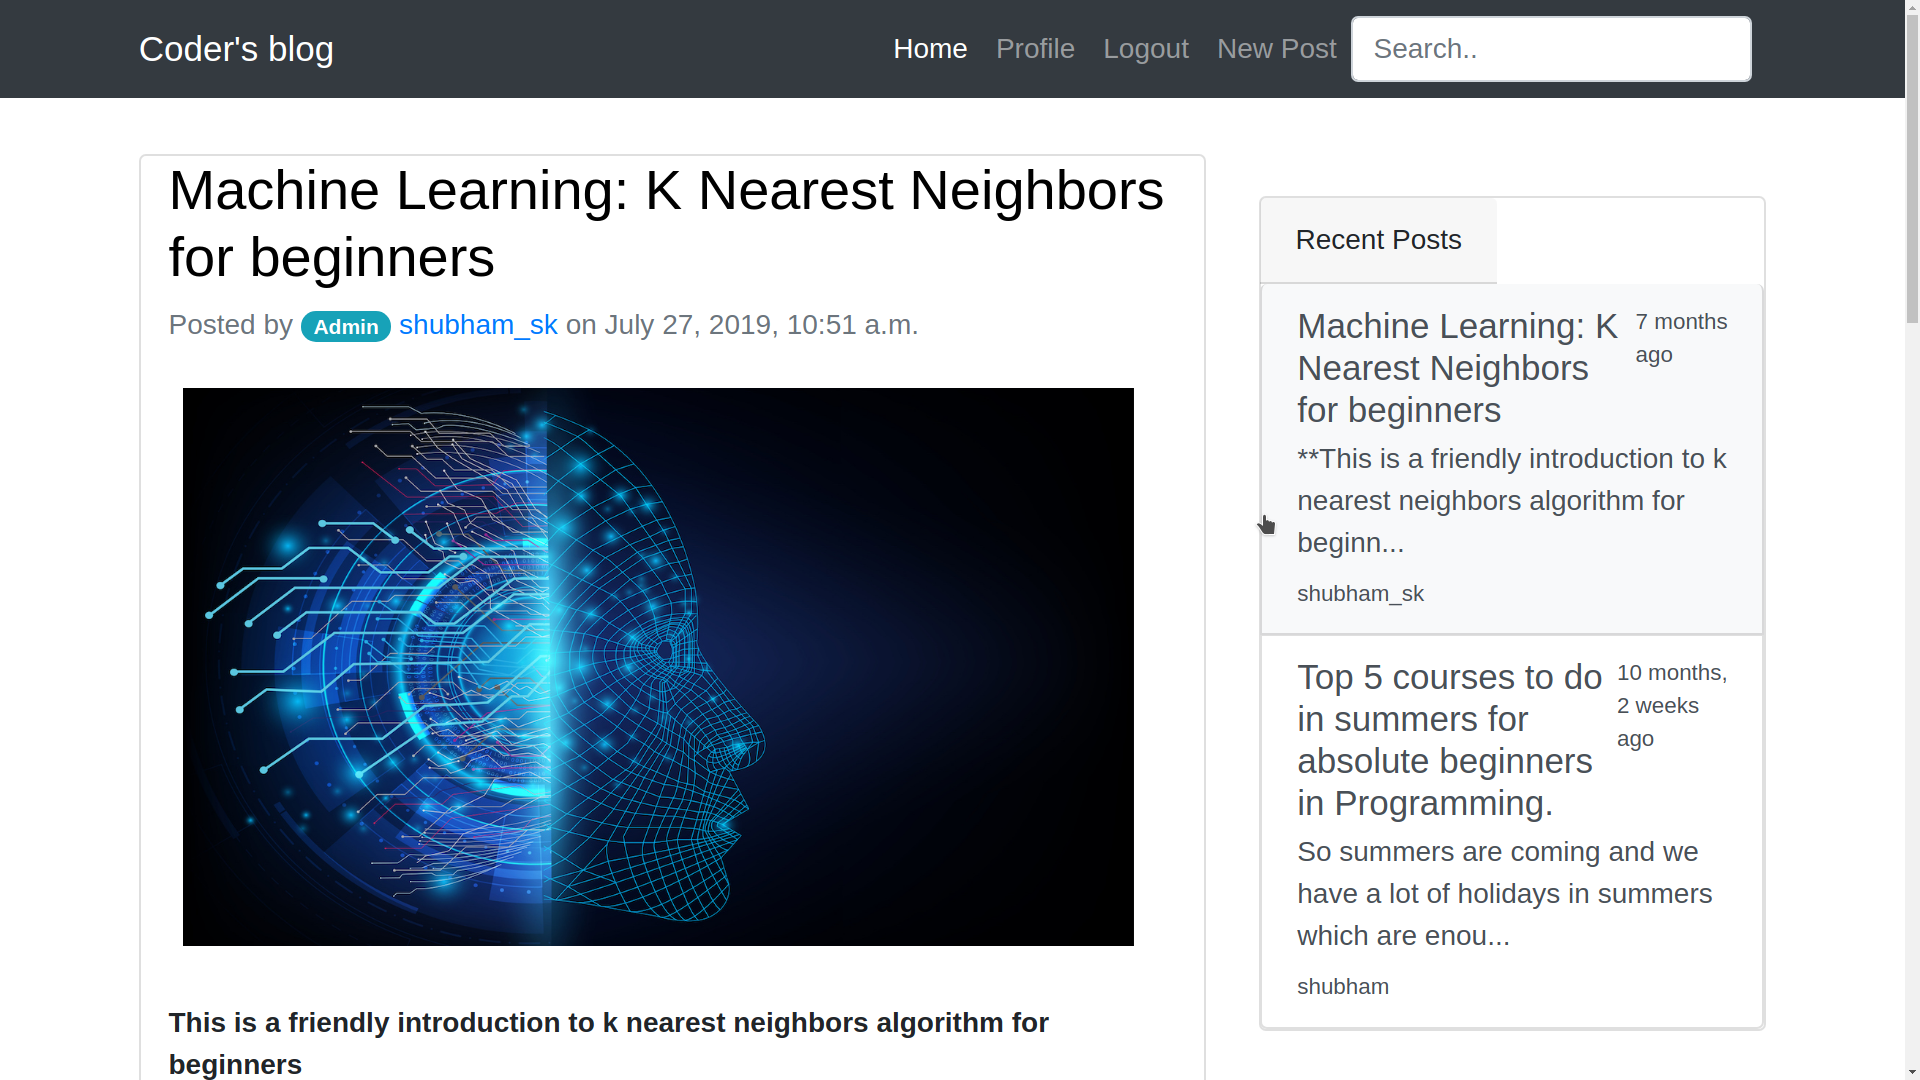 Coder's blog
Home Profile Logout New Post Search..
Machine Learning: K Nearest Neighbors
for beginners
Posted by Admin shubham_sk on July 27, 2019, 10:51 a.m.
This is a friendly introduction to k nearest neighbors algorithm for
beginners
Recent Posts
Machine Learning: K
Nearest Neighbors
for beginners
7 months
ago
**This is a friendly introduction to k
nearest neighbors algorithm for
beginn...
shubham_sk
Top 5 courses to do
in summers for
absolute beginners
in Programming.
10 months,
2 weeks
ago
So summers are coming and we
have a lot of holidays in summers
which are enou...
shubham